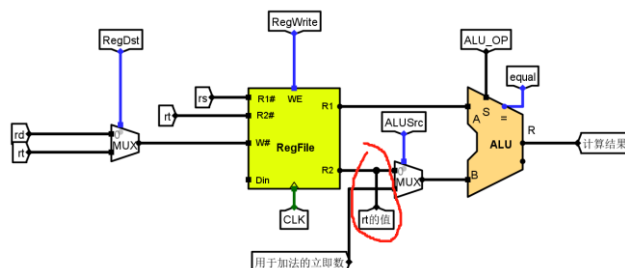 RegDst
RegWrite
ALU_OP
equal
rs
R1#
WE
R1
rt
R2#
ALUSrc
A
S
=
R
rd
0
MUX
W#
RegFile
ALU
计算结果
rt
R2
0
MUX
B
Din
CLK
rt的值
用于加法的立即数